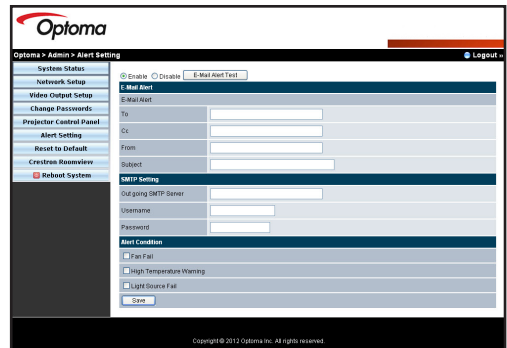 Optoma
Optoma > Admin > Alert Setting
Logout »
System Status
Network Setup
Video Output Setup
Change Passwords
Projector Control Panel
Alert Setting
Reset to Default
Crestron Roomview
Reboot System
Enable Disable E-Mail Alert Test
E-Mail Alert
E-Mail Alert
To
Cc
From
Subject
SMTP Setting
Out going SMTP Server
Username
Password
Alert Condition
Fan Fail
High Temperature Warning
Light Source Fail
Save
Copyright © 2012 Optoma Inc. All rights reserved.